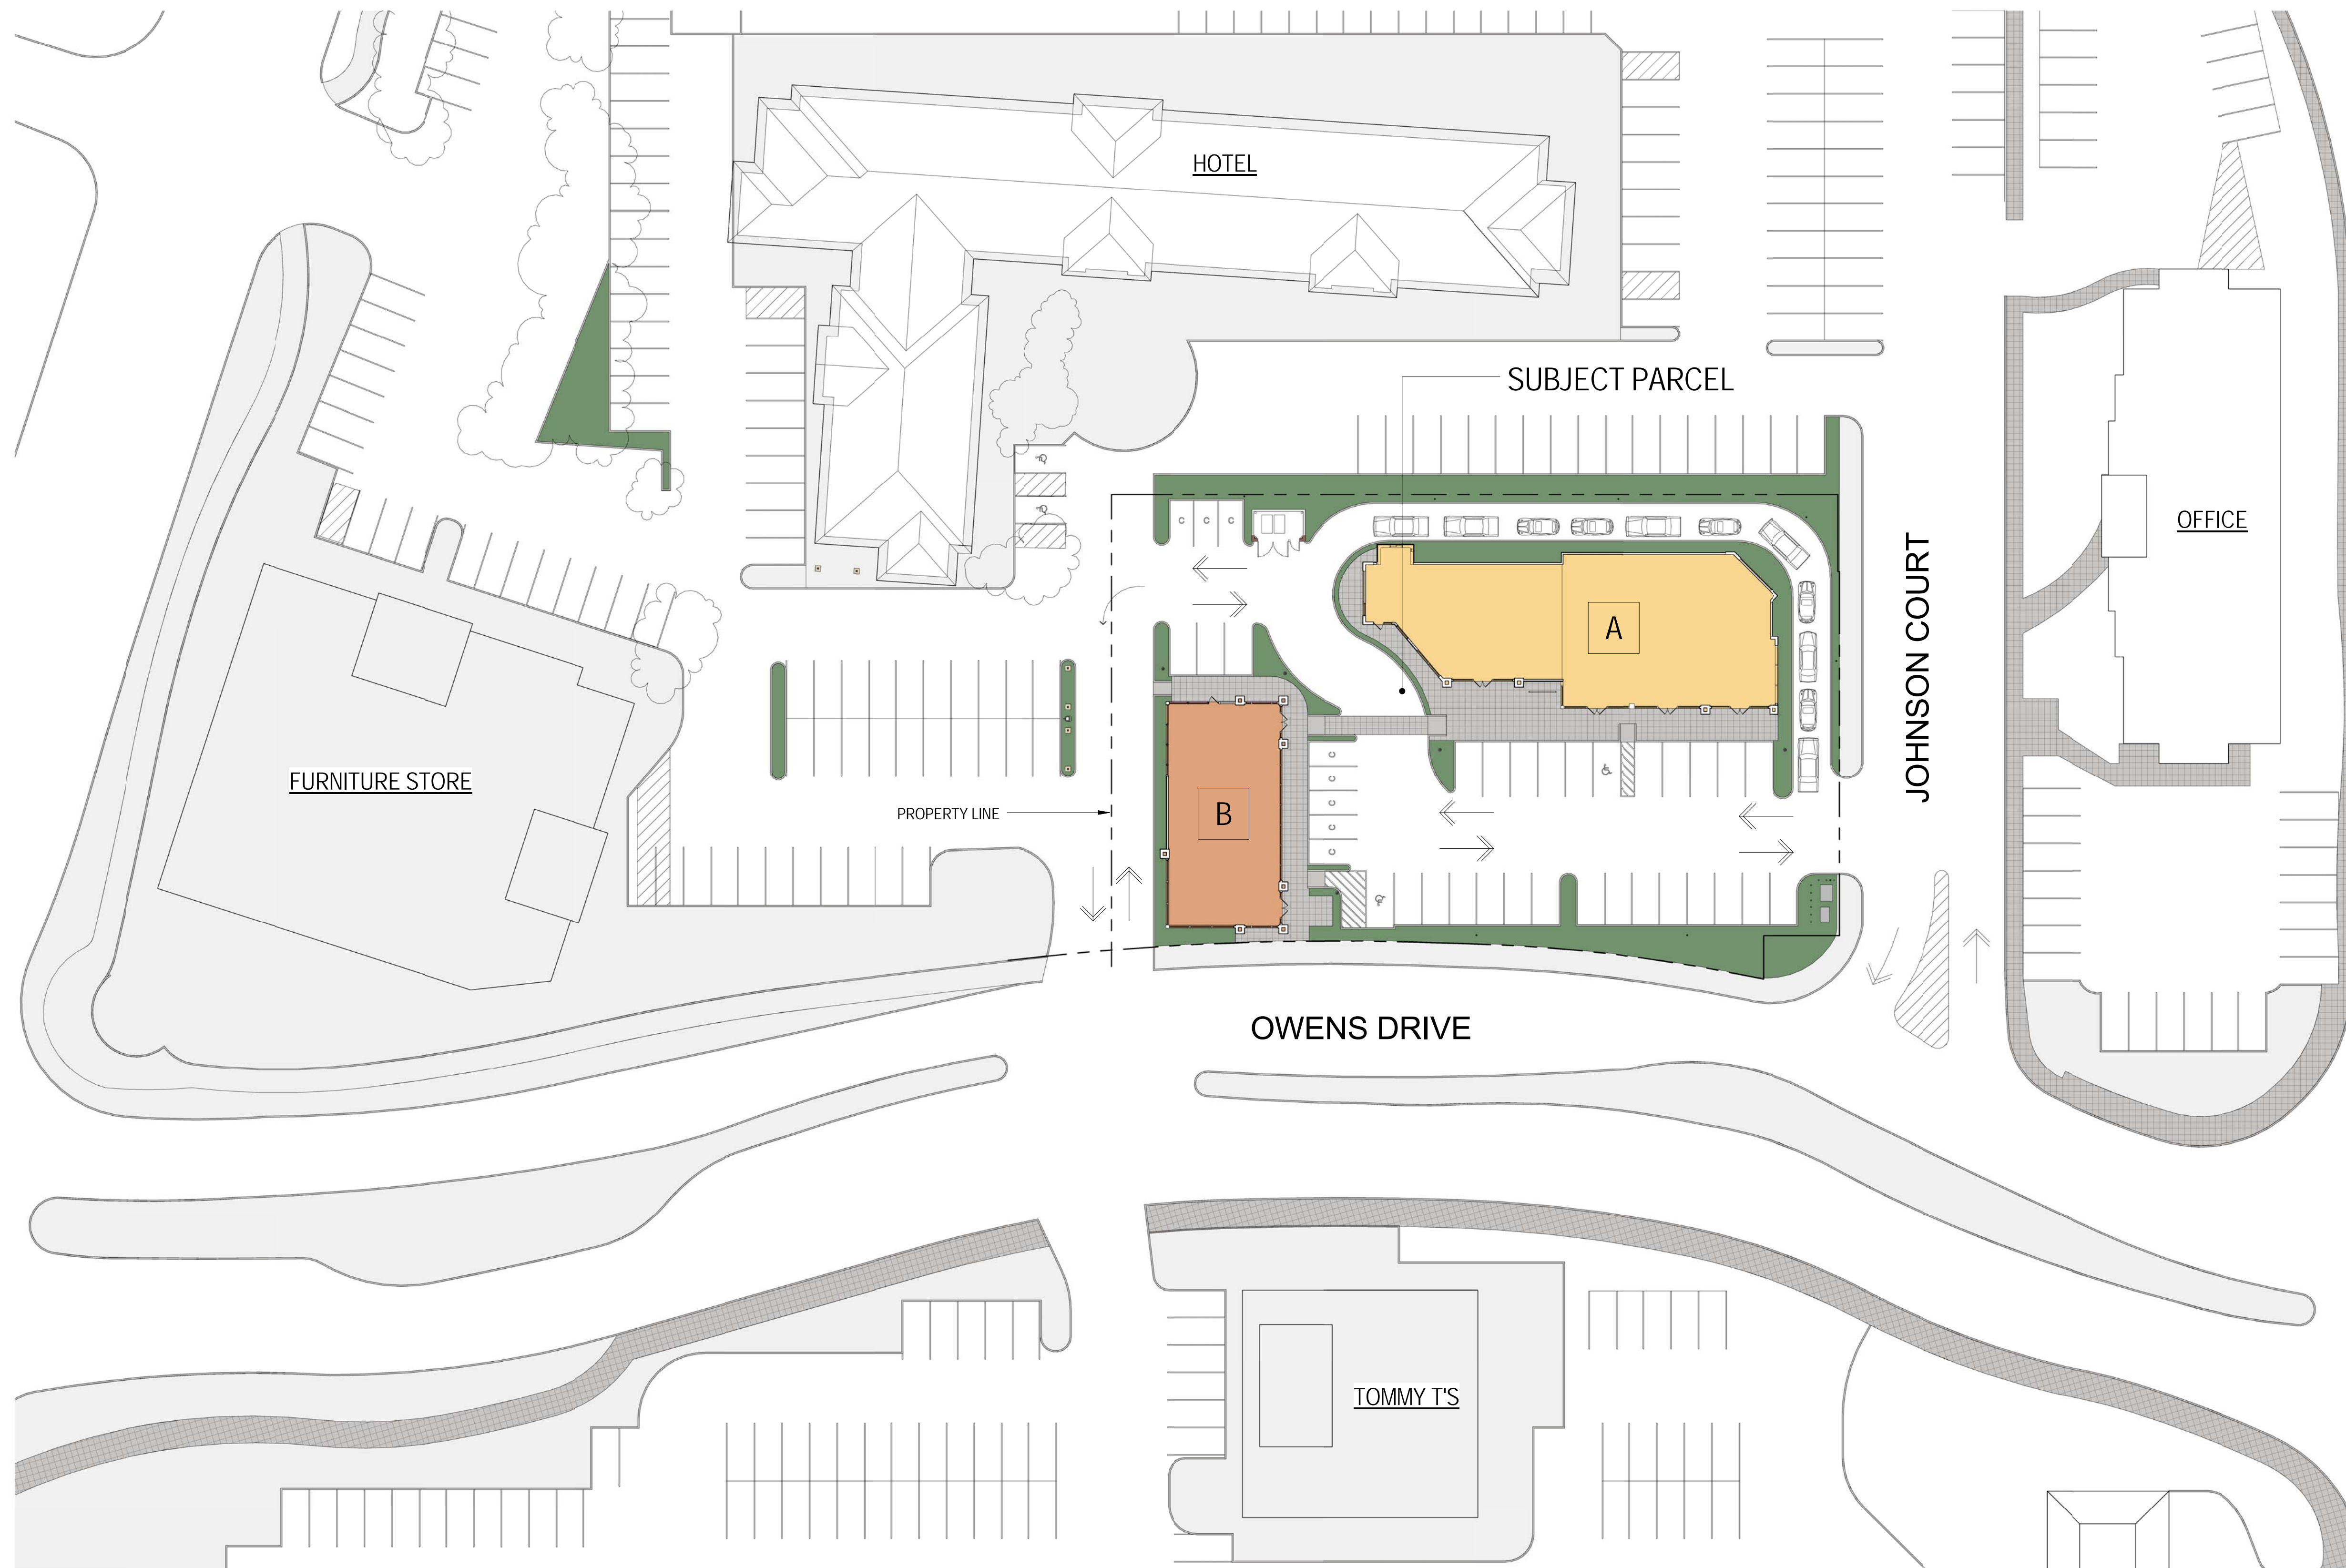 HOTEL
SUBJECT PARCEL
OFFICE
C C C
A
JOHNSON COURT
FURNITURE STORE
PROPERTY LINE
B
C
C
C
C
C
OWENS DRIVE
TOMMY T'S